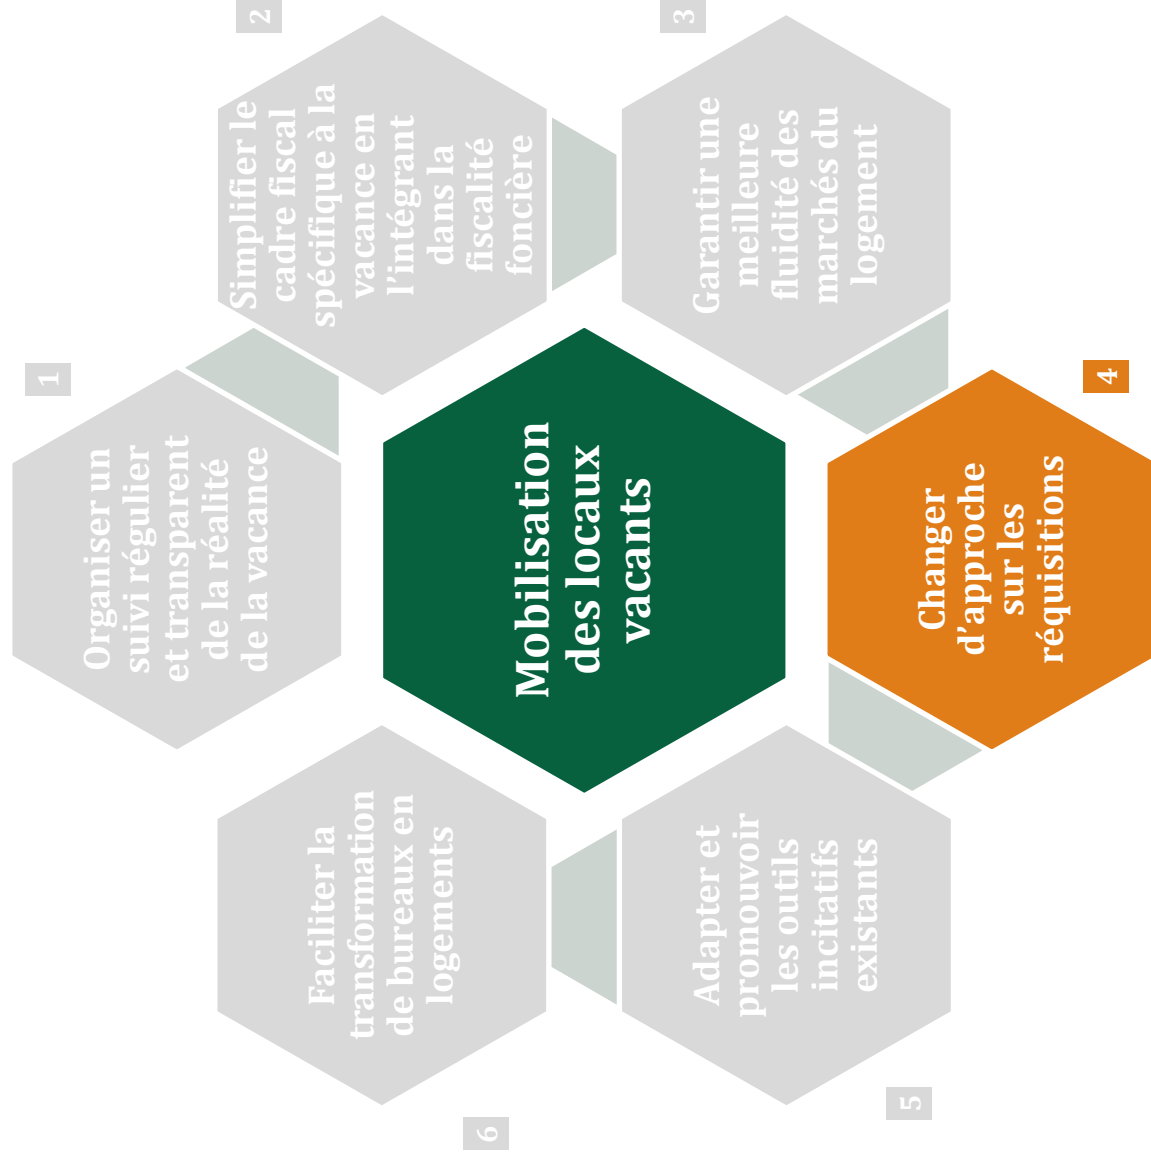 Mobilisation
des locaux
vacants
1
Organiser un
suivi régulier
et transparent
de la réalité
de la vacance
2
Simplifier le
cadre fiscal
spécifique à la
vacance en
l’intégrant
dans la
fiscalité
foncière
3
Garantir une
meilleure
fluidité des
marchés du
logement
4
Changer
d’approche
sur les
réquisitions
5
Adapter et
promouvoir
les outils
incitatifs
existants
6
Faciliter la
transformation
de bureaux en
logements